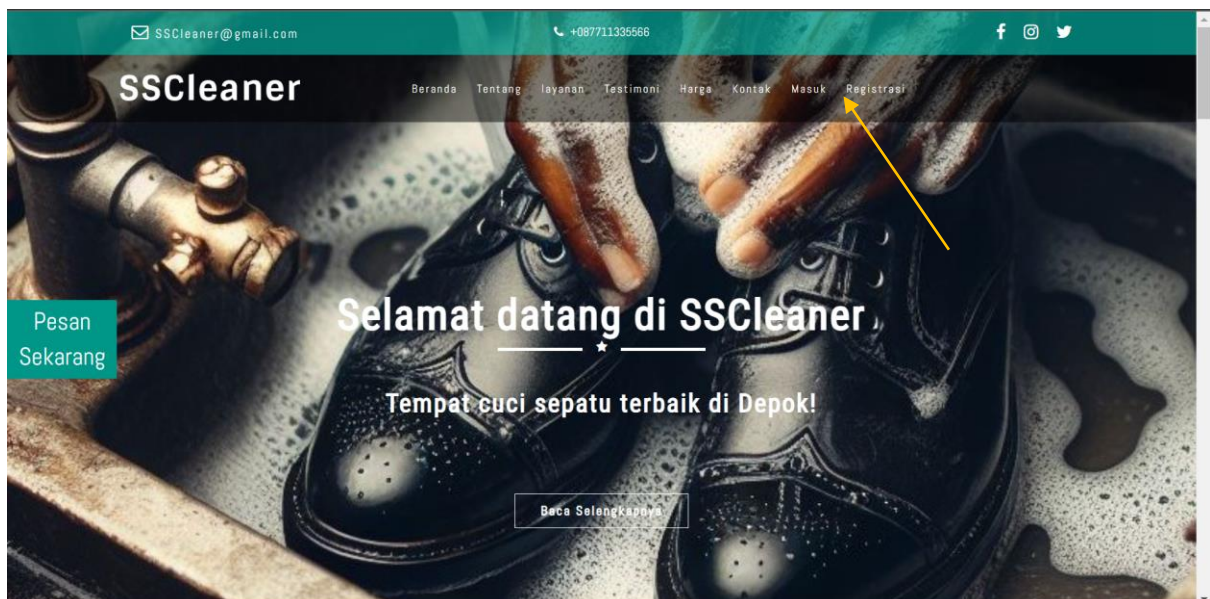 SSCleaner@gmail.com
+087711335566
SSCleaner
Beranda Tentang layanan Testimoni Harga Kontak Masuk Registrasi
Selamat datang di SSCleaner
Pesan
Sekarang
Tempat cuci sepatu terbaik di Depok!
Baca Selengkapnya